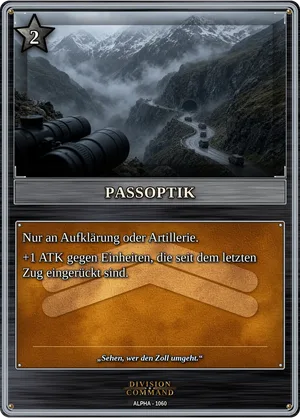 2
PASSOPTIK
Nur an Aufklärung oder Artillerie.
+1 ATK gegen Einheiten, die seit dem letzten
Zug eingerückt sind.
„Sehen, wer den Zoll umgeht.“
DIVISION
COMMAND
ALPHA - 1060